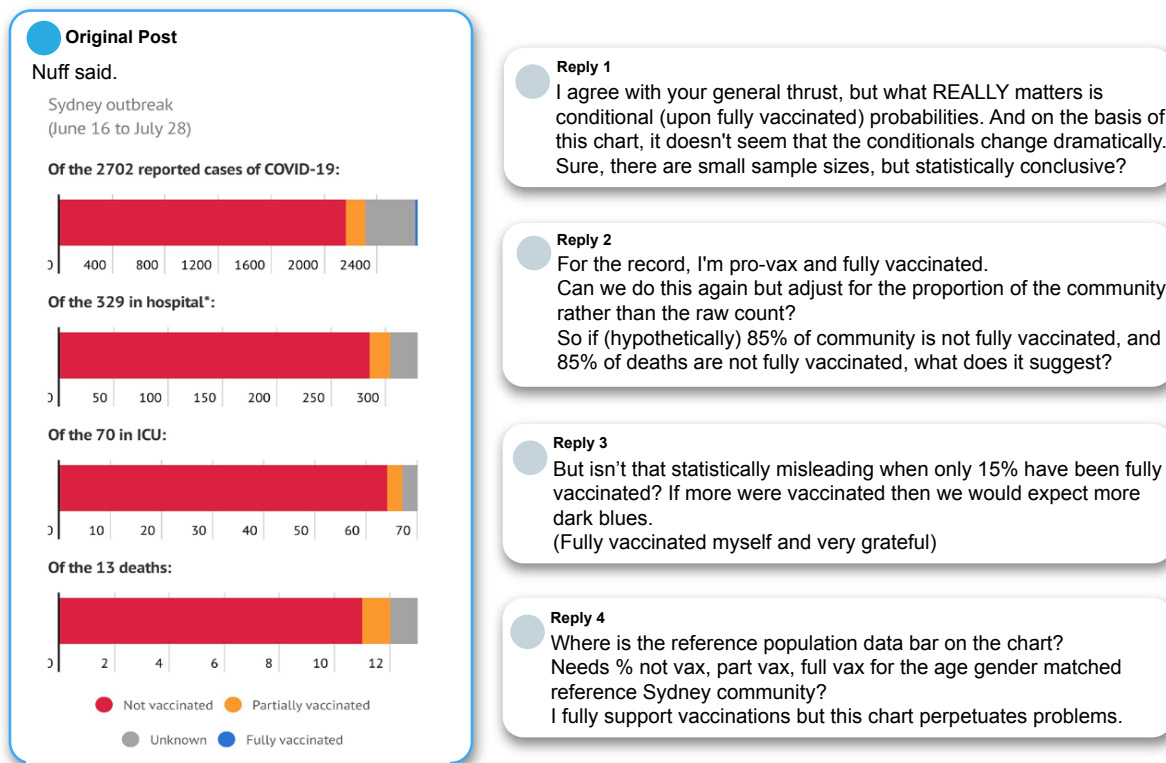 Original Post
Nuff said.
Sydney outbreak
(June 16 to July 28)
Of the 2702 reported cases of COVID-19:
400 800 1200 1600 2000 2400
Of the 329 in hospital*:
50 100 150 200 250 300
Of the 70 in ICU:
10 20 30 40 50 60 70
Of the 13 deaths:
2 4 6 8 10 12
Not vaccinated Partially vaccinated
Unknown Fully vaccinated
Reply 1
I agree with your general thrust, but what REALLY matters is
conditional (upon fully vaccinated) probabilities. And on the basis of
this chart, it doesn't seem that the conditionals change dramatically.
Sure, there are small sample sizes, but statistically conclusive?
Reply 2
For the record, I'm pro-vax and fully vaccinated.
Can we do this again but adjust for the proportion of the community
rather than the raw count?
So if (hypothetically) 85% of community is not fully vaccinated, and
85% of deaths are not fully vaccinated, what does it suggest?
Reply 3
But isn’t that statistically misleading when only 15% have been fully
vaccinated? If more were vaccinated then we would expect more
dark blues.
(Fully vaccinated myself and very grateful)
Reply 4
Where is the reference population data bar on the chart?
Needs % not vax, part vax, full vax for the age gender matched
reference Sydney community?
I fully support vaccinations but this chart perpetuates problems.